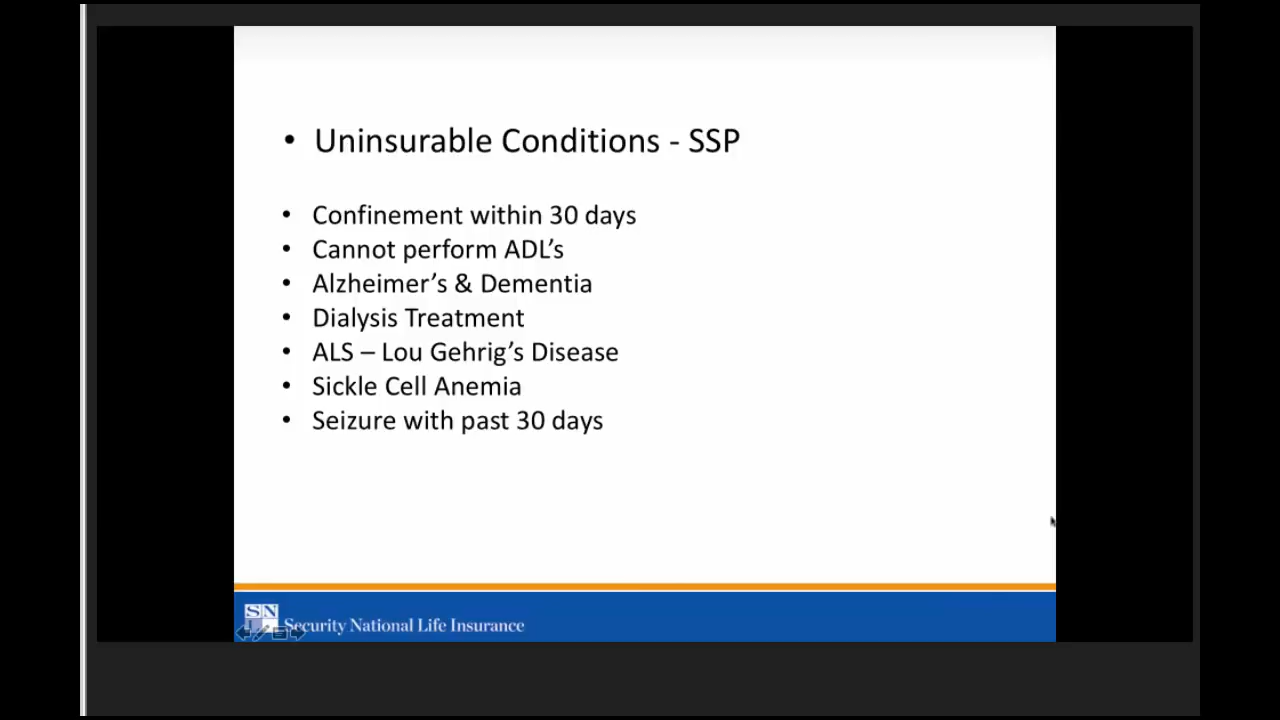 • Uninsurable Conditions - SSP
• Confinement within 30 days
• Cannot perform ADL’s
• Alzheimer’s & Dementia
• Dialysis Treatment
• ALS – Lou Gehrig’s Disease
• Sickle Cell Anemia
• Seizure with past 30 days
SN
Security National Life Insurance